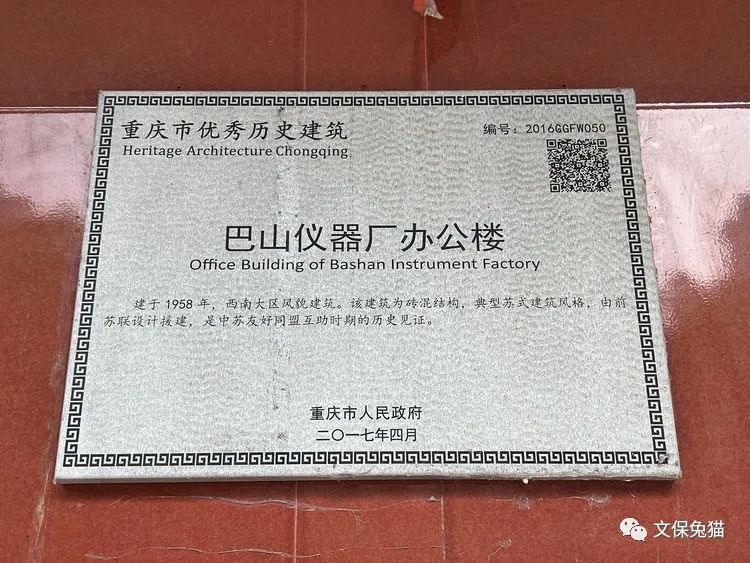 重庆市优秀历史建筑
Heritage Architecture Chongqing
编号：2016GGFW050
巴山仪器厂办公楼
Office Building of Bashan Instrument Factory
建于 1958 年，西南大区风貌建筑。该建筑为砖混结构，典型苏式建筑风格，由前
苏联设计援建，是中苏友好同盟互助时期的历史见证。
重庆市人民政府
二〇一七年四月
文保兔猫